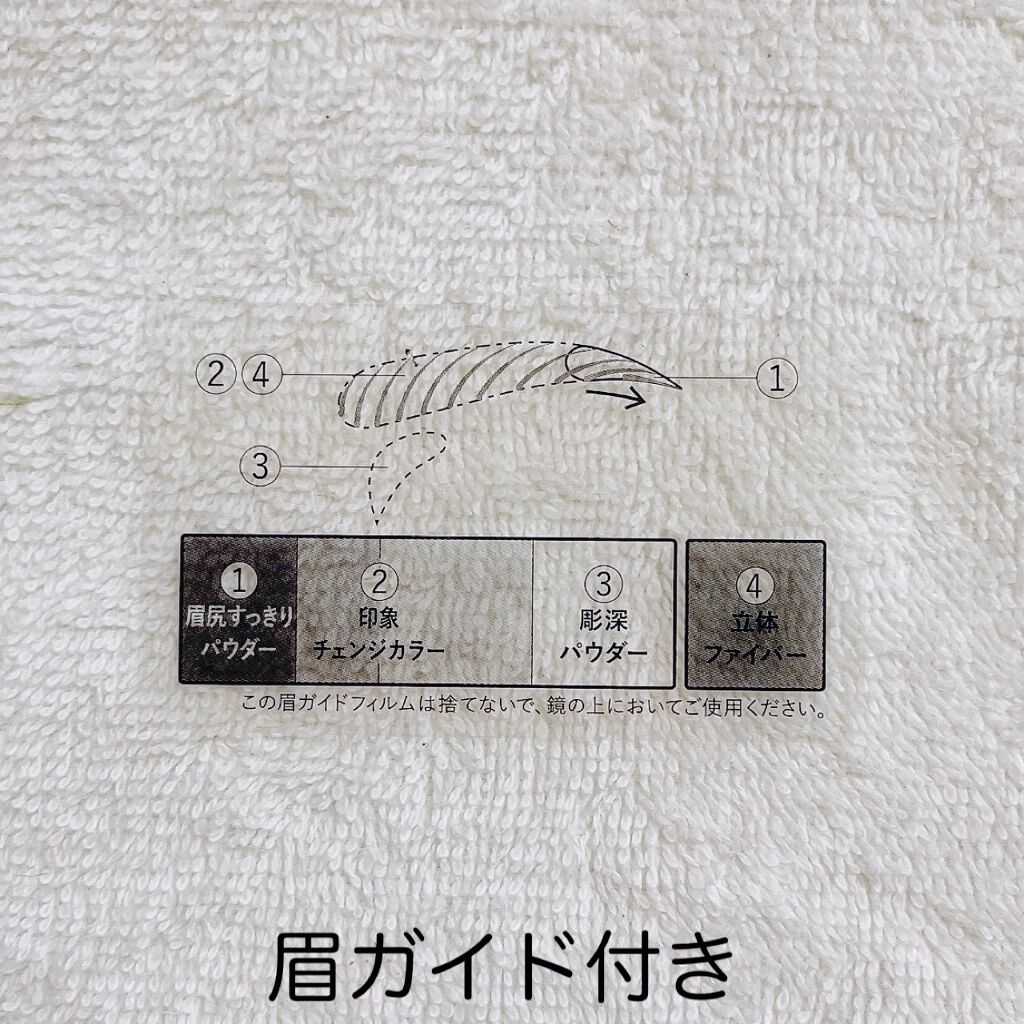 ②④
①
③
①
眉尻すっきり
パウダー
②
印象
チェンジカラー
③
彫深
パウダー
④
立体
ファイバー
この眉ガイドフィルムは捨てないで、鏡の上においてご使用ください。
眉ガイド付き